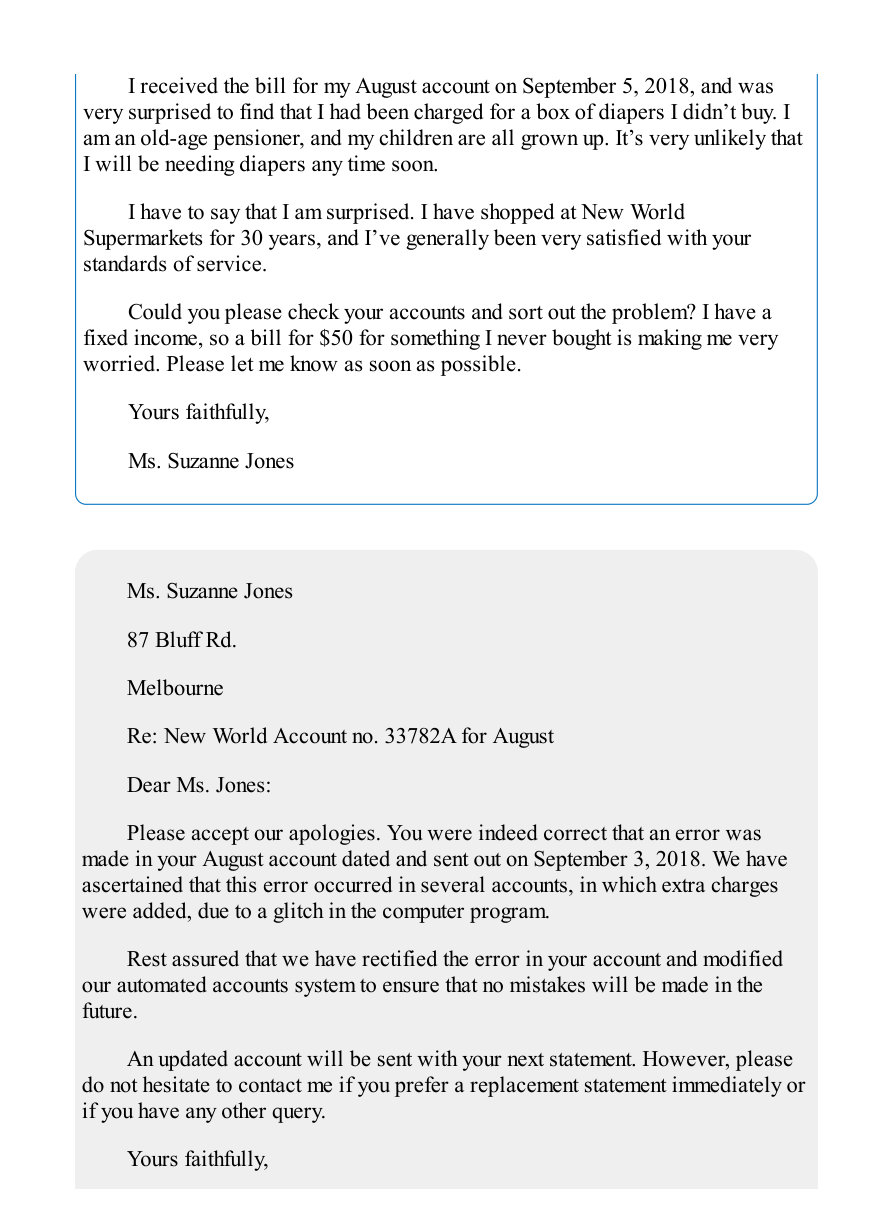 I received the bill for my August account on September 5, 2018, and was
very surprised to find that I had been charged for a box of diapers I didn’t buy. I
am an old-age pensioner, and my children are all grown up. It’s very unlikely that
I will be needing diapers any time soon.
I have to say that I am surprised. I have shopped at New World
Supermarkets for 30 years, and I’ve generally been very satisfied with your
standards of service.
Could you please check your accounts and sort out the problem? I have a
fixed income, so a bill for $50 for something I never bought is making me very
worried. Please let me know as soon as possible.
Yours faithfully,
Ms. Suzanne Jones
Ms. Suzanne Jones
87 Bluff Rd.
Melbourne
Re: New World Account no. 33782A for August
Dear Ms. Jones:
Please accept our apologies. You were indeed correct that an error was
made in your August account dated and sent out on September 3, 2018. We have
ascertained that this error occurred in several accounts, in which extra charges
were added, due to a glitch in the computer program.
Rest assured that we have rectified the error in your account and modified
our automated accounts system to ensure that no mistakes will be made in the
future.
An updated account will be sent with your next statement. However, please
do not hesitate to contact me if you prefer a replacement statement immediately or
if you have any other query.
Yours faithfully,